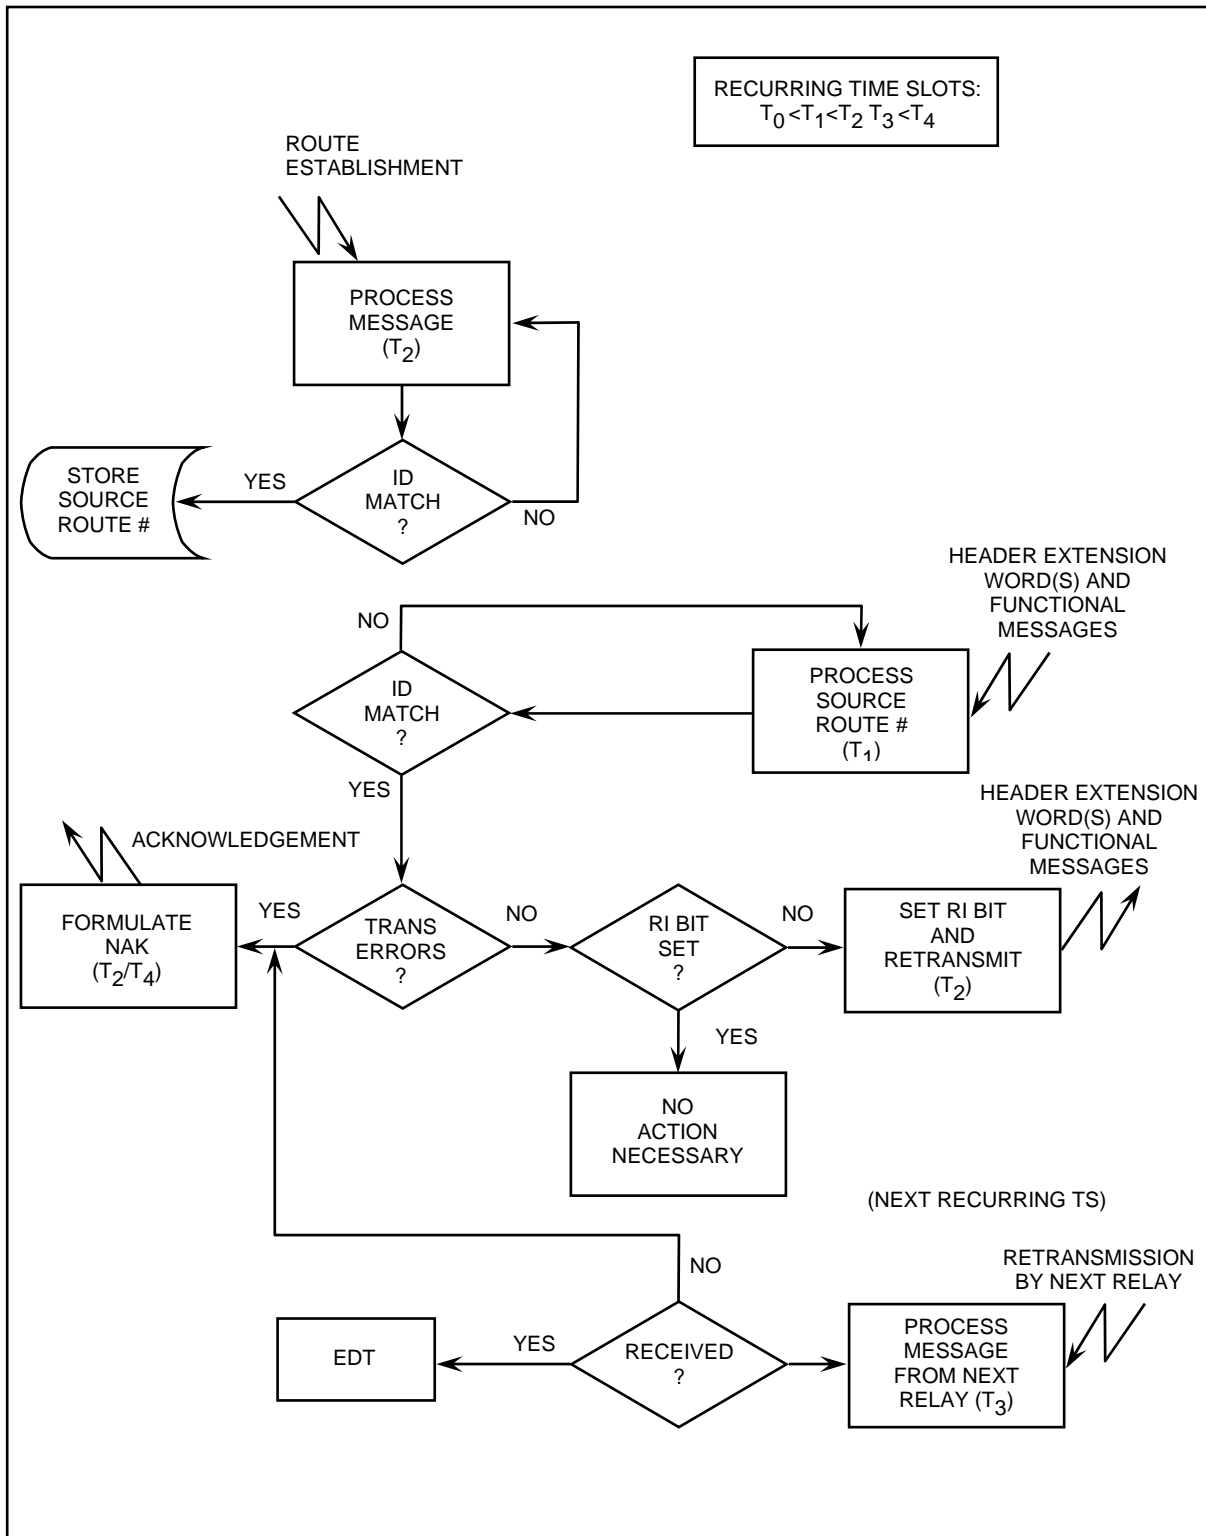 RECURRING TIME SLOTS:
T0<T1<T2 T3<T4
ROUTE
ESTABLISHMENT
PROCESS
MESSAGE
(T2)
STORE
SOURCE
ROUTE #
YES
ID
MATCH
?
NO
HEADER EXTENSION
WORD(S) AND
FUNCTIONAL
MESSAGES
NO
ID
MATCH
?
PROCESS
SOURCE
ROUTE #
(T1)
YES
HEADER EXTENSION
WORD(S) AND
FUNCTIONAL
MESSAGES
ACKNOWLEDGEMENT
FORMULATE
NAK
(T2/T4)
YES
TRANS
ERRORS
?
NO
RI BIT
SET
?
NO
SET RI BIT
AND
RETRANSMIT
(T2)
YES
NO
ACTION
NECESSARY
(NEXT RECURRING TS)
NO
RETRANSMISSION
BY NEXT RELAY
EDT
YES
RECEIVED
?
PROCESS
MESSAGE
FROM NEXT
RELAY (T3)